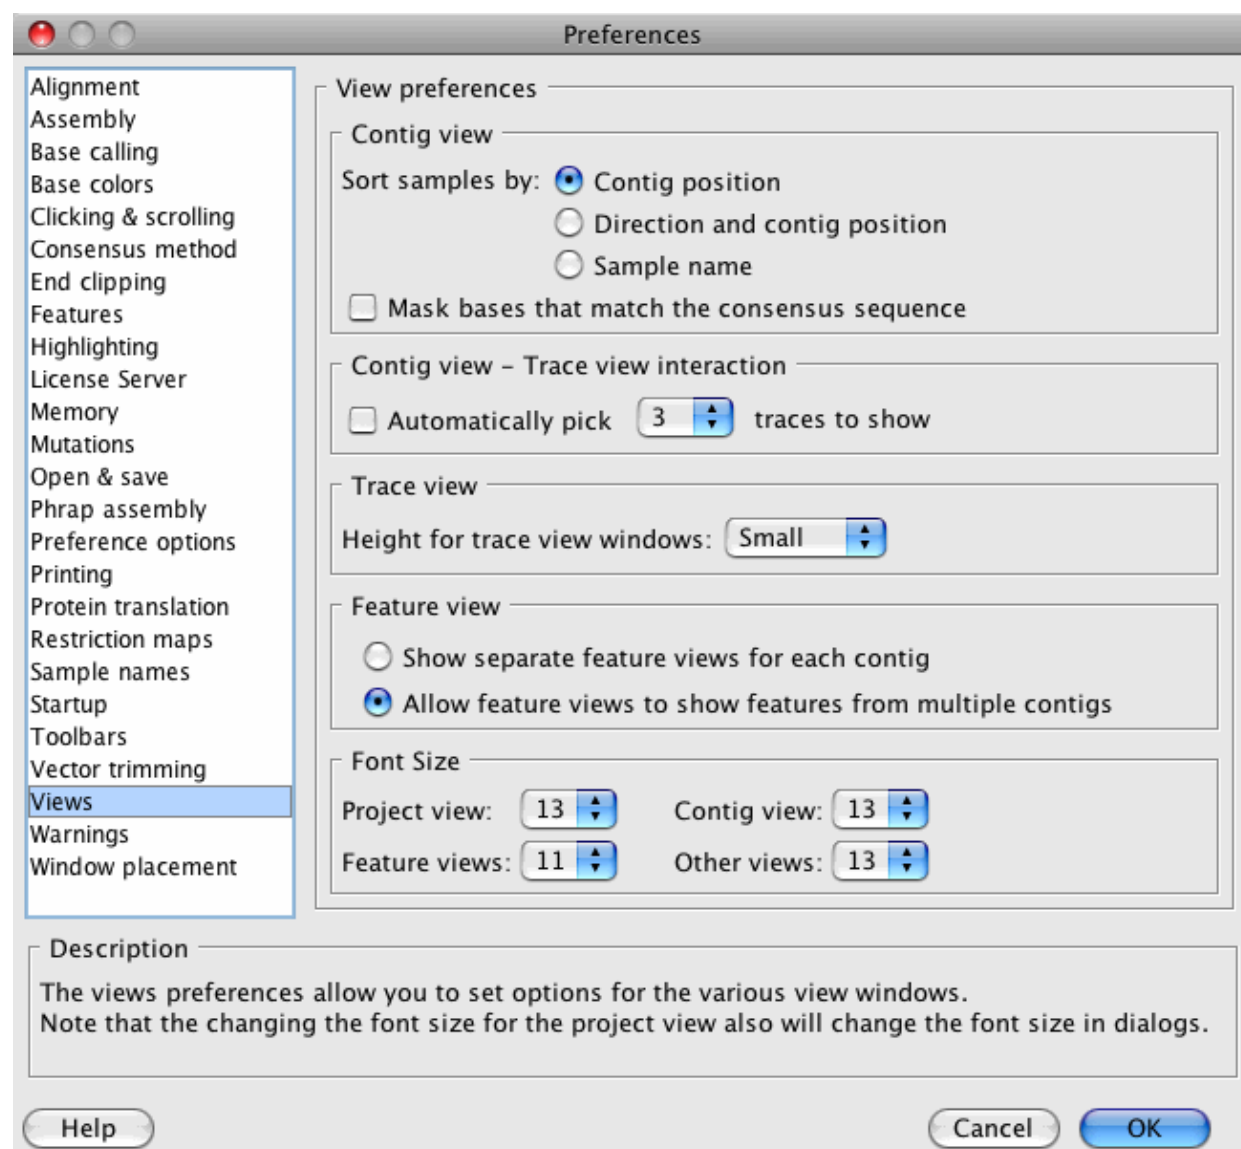 Preferences
Alignment
Assembly
Base calling
Base colors
Clicking & scrolling
Consensus method
End clipping
Features
Highlighting
License Server
Memory
Mutations
Open & save
Phrap assembly
Preference options
Printing
Protein translation
Restriction maps
Sample names
Startup
Toolbars
Vector trimming
Views
Warnings
Window placement
View preferences
Contig view
Sort samples by: Contig position
Direction and contig position
Sample name
Mask bases that match the consensus sequence
Contig view – Trace view interaction
Automatically pick 3 traces to show
Trace view
Height for trace view windows: Small
Feature view
Show separate feature views for each contig
Allow feature views to show features from multiple contigs
Font Size
Project view: 13 Contig view: 13
Feature views: 11 Other views: 13
Description
The views preferences allow you to set options for the various view windows.
Note that the changing the font size for the project view also will change the font size in dialogs.
Help Cancel OK